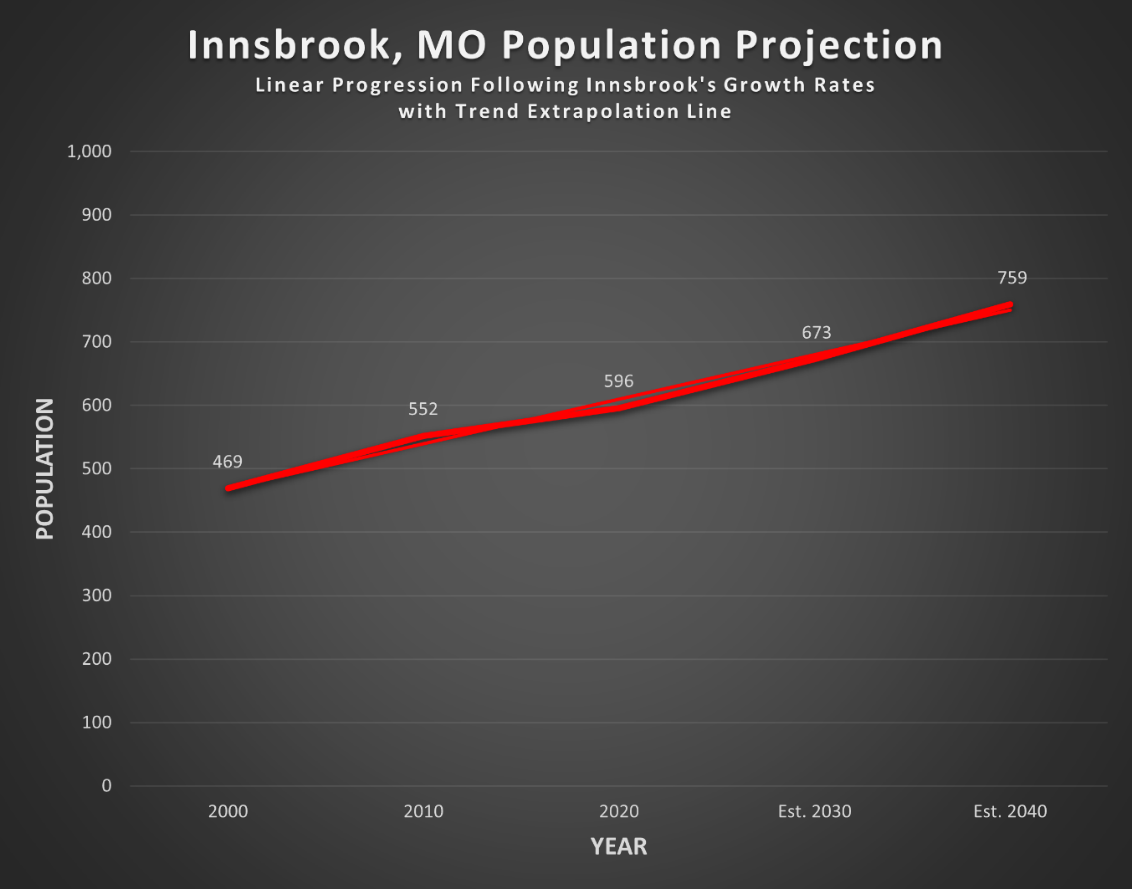 Innsbrook, MO Population Projection
Linear Progression Following Innsbrook's Growth Rates
with Trend Extrapolation Line
1,000
900
800
700
600
500
400
300
200
100
0
POPULATION
469
552
596
673
759
2000
2010
2020
Est. 2030
Est. 2040
YEAR